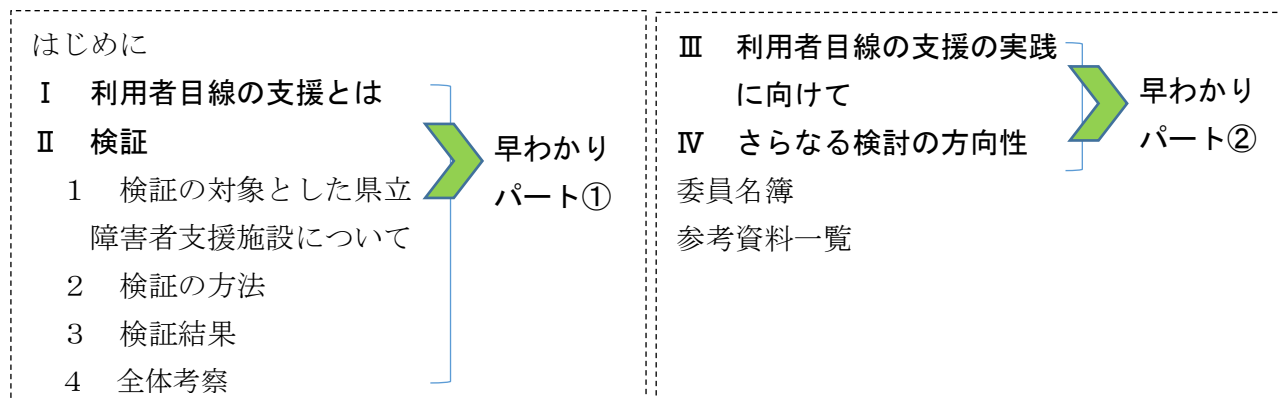 はじめに
Ⅰ 利用者目線の支援とは
Ⅱ 検証
１ 検証の対象とした県立
障害者支援施設について
２ 検証の方法
３ 検証結果
４ 全体考察
早わかり
パート①
Ⅲ 利用者目線の支援の実践
に向けて
Ⅳ さらなる検討の方向性
委員名簿
参考資料一覧
早わかり
パート②